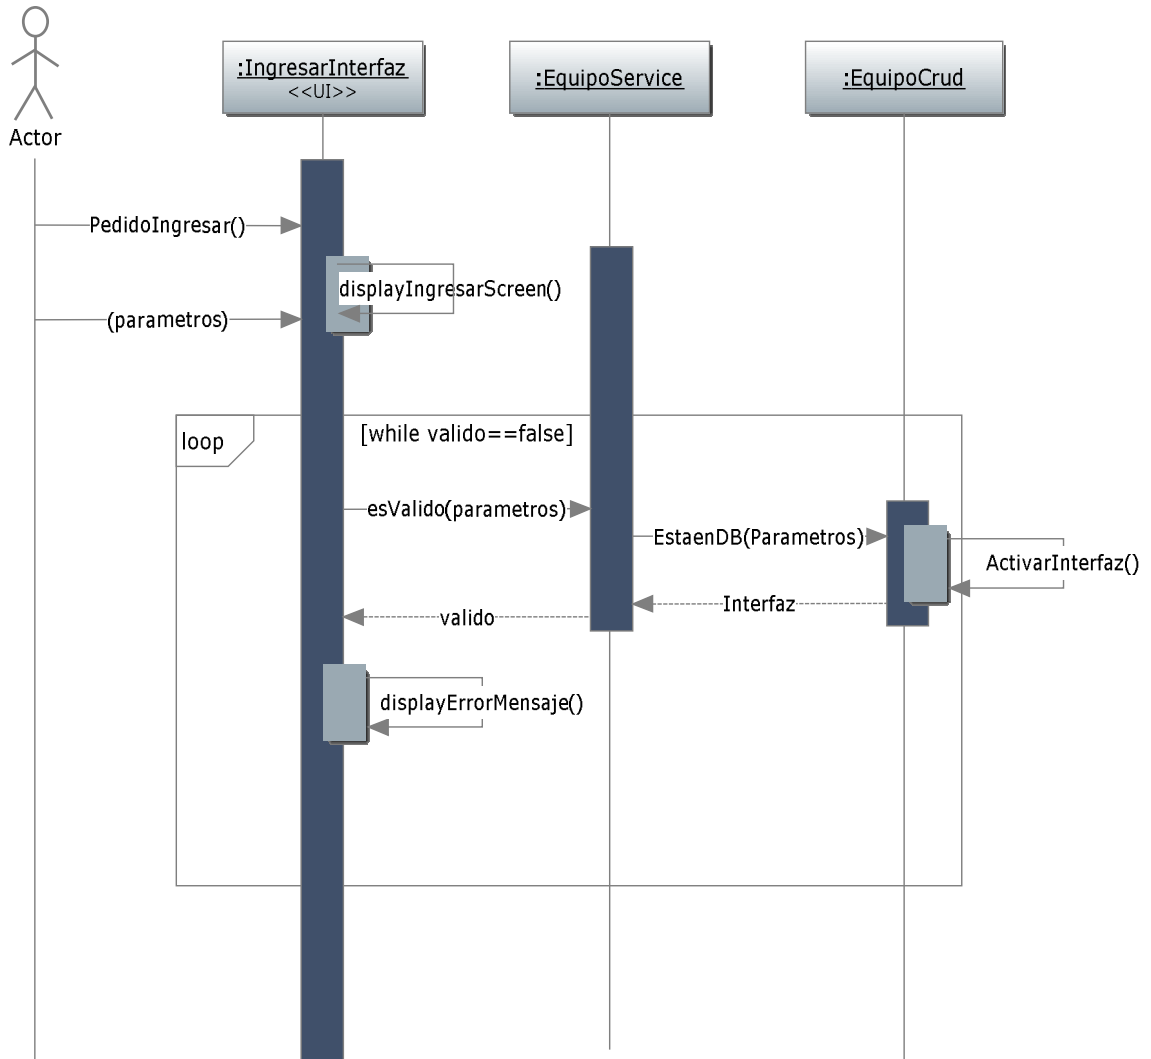 :IngresarInterfaz
<<UI>>
:EquipoService
:EquipoCrud
Actor
PedidoIngresar()
displayIngresarScreen()
(parametros)
loop
[while valido==false]
esValido(parametros)
EstaenDB(Parametros)
ActivarInterfaz()
Interfaz
valido
displayErrorMensaje()